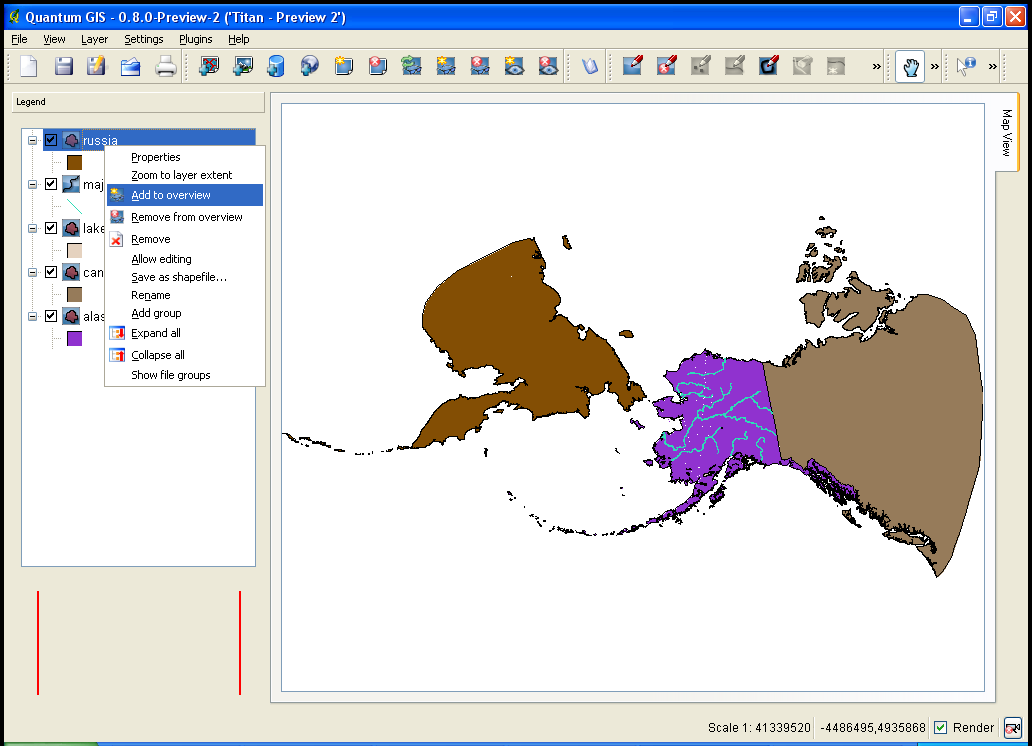 Quantum GIS - 0.8.0-Preview-2 ('Titan - Preview 2')
File View Layer Settings Plugins Help
Legend
russia
maj
lake
can
alas
Properties
Zoom to layer extent
Add to overview
Remove from overview
Remove
Allow editing
Save as shapefile...
Rename
Add group
Expand all
Collapse all
Show file groups
Map View
Scale 1: 41339520 -4486495,4935868 Render